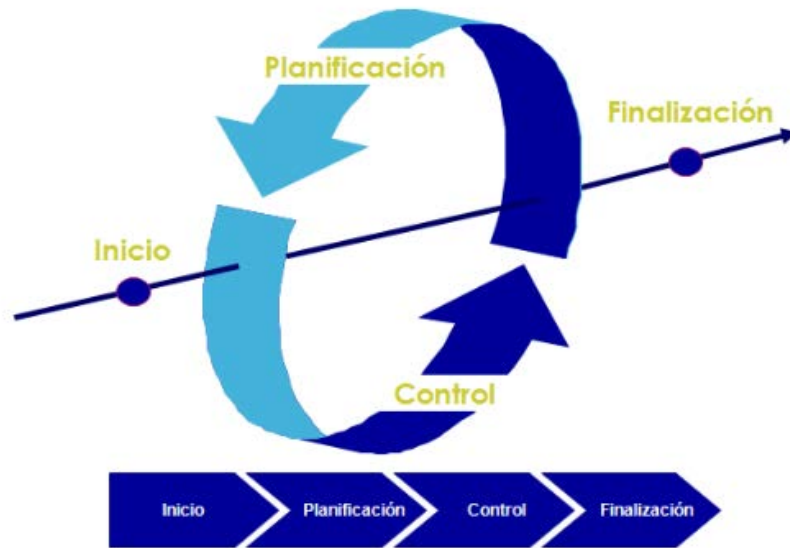 Planificación
Finalización
Inicio
Control
Inicio Planificación Control Finalización